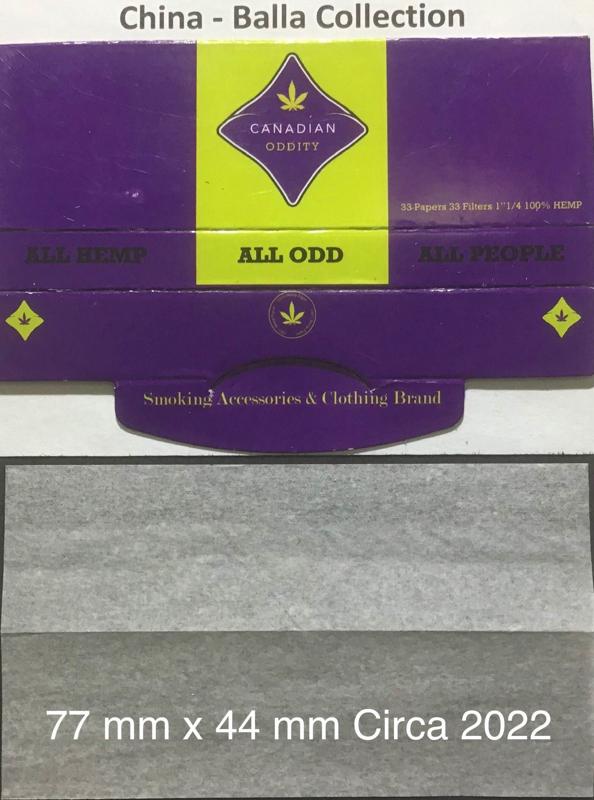 China - Balla Collection
CANADIAN
ODDITY
33 Papers 33 Filters 1"1/4 100% HEMP
ALL HEMP
ALL ODD
ALL PEOPLE
Smoking Accessories & Clothing Brand
77 mm x 44 mm Circa 2022